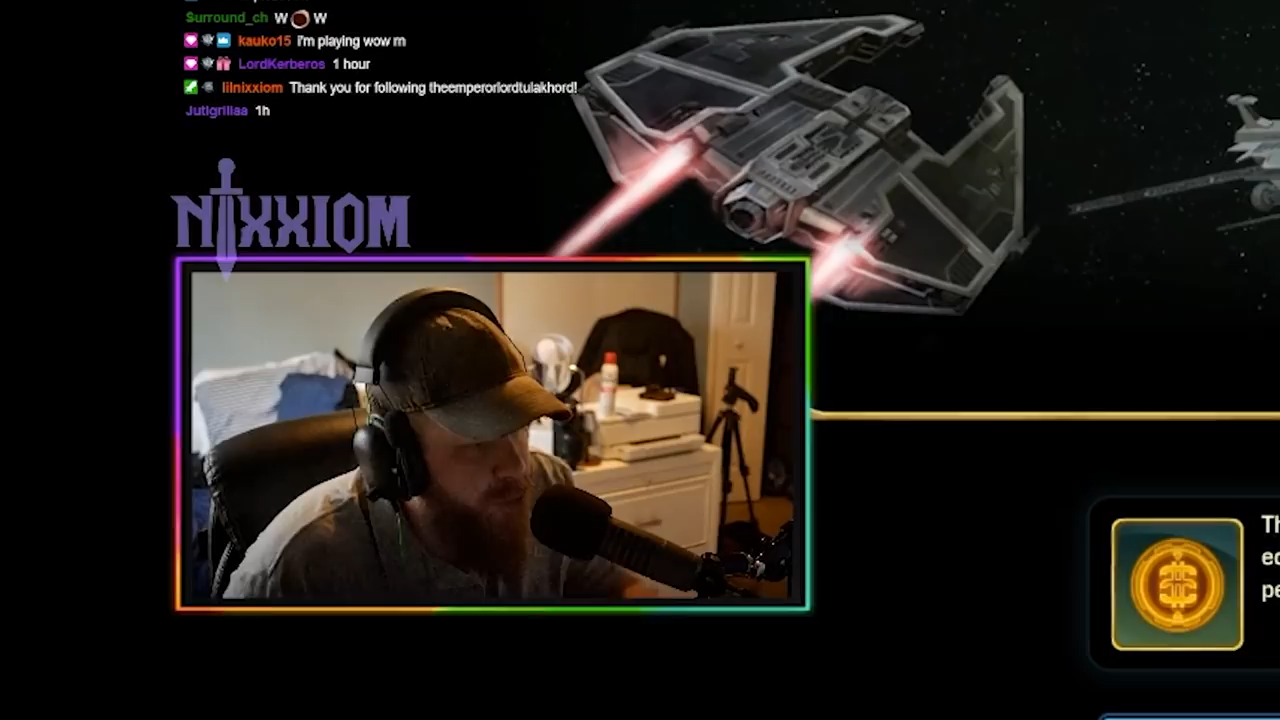 Surround_ch W W
kauko15 i'm playing wow rn
LordKerberos 1 hour
lilnixxiom Thank you for following theemperorlordtulakhord!
Jutigrillaa 1h
NIXXIOM